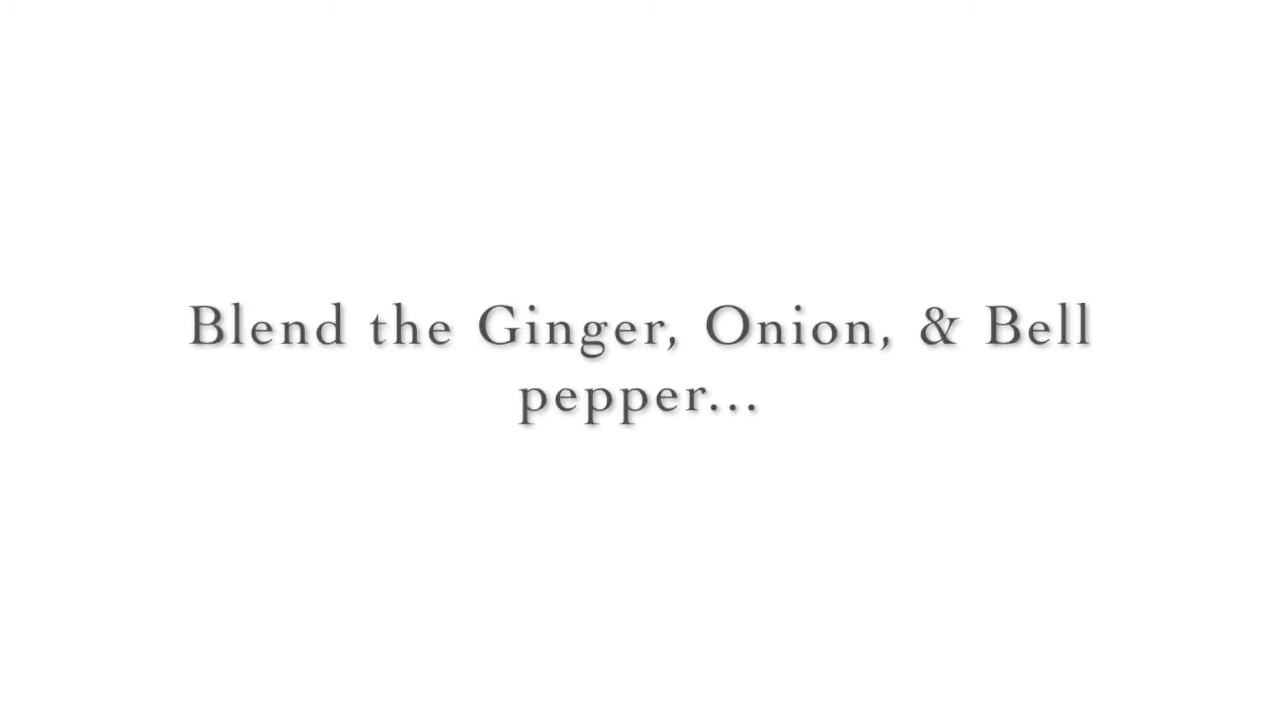 Blend the Ginger, Onion, & Bell
pepper...